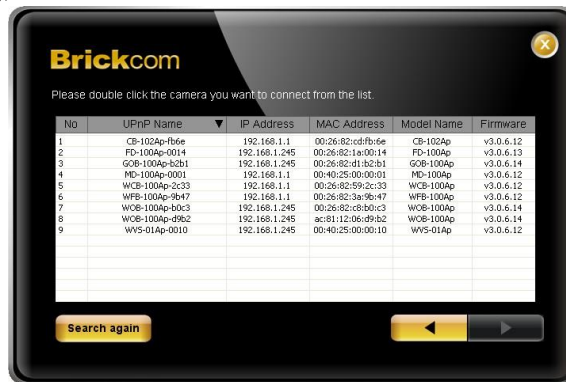 Brickcom
Please double click the camera you want to connect from the list.
No UPnP Name ▼ IP Address MAC Address Model Name Firmware
1 CB-102Ap-fb6e 192.168.1.1 00:26:82:cd:fb:6e CB-102Ap v3.0.6.12
2 FD-100Ap-0014 192.168.1.245 00:26:82:1a:00:14 FD-100Ap v3.0.6.13
3 GOB-100Ap-b2b1 192.168.1.245 00:26:82:d1:b2:b1 GOB-100Ap v3.0.6.14
4 MD-100Ap-0001 192.168.1.1 00:40:25:00:00:01 MD-100Ap v3.0.6.12
5 WCB-100Ap-2c33 192.168.1.1 00:26:82:59:2c:33 WCB-100Ap v3.0.6.12
6 WFB-100Ap-9b47 192.168.1.1 00:26:82:3a:9b:47 WFB-100Ap v3.0.6.12
7 WOB-100Ap-b0c3 192.168.1.245 00:26:82:c8:b0:c3 WOB-100Ap v3.0.6.14
8 WOB-100Ap-d9b2 192.168.1.245 ac:81:12:06:d9:b2 WOB-100Ap v3.0.6.14
9 WVS-01Ap-0010 192.168.1.245 00:40:25:00:00:10 WVS-01Ap v3.0.6.12
Search again